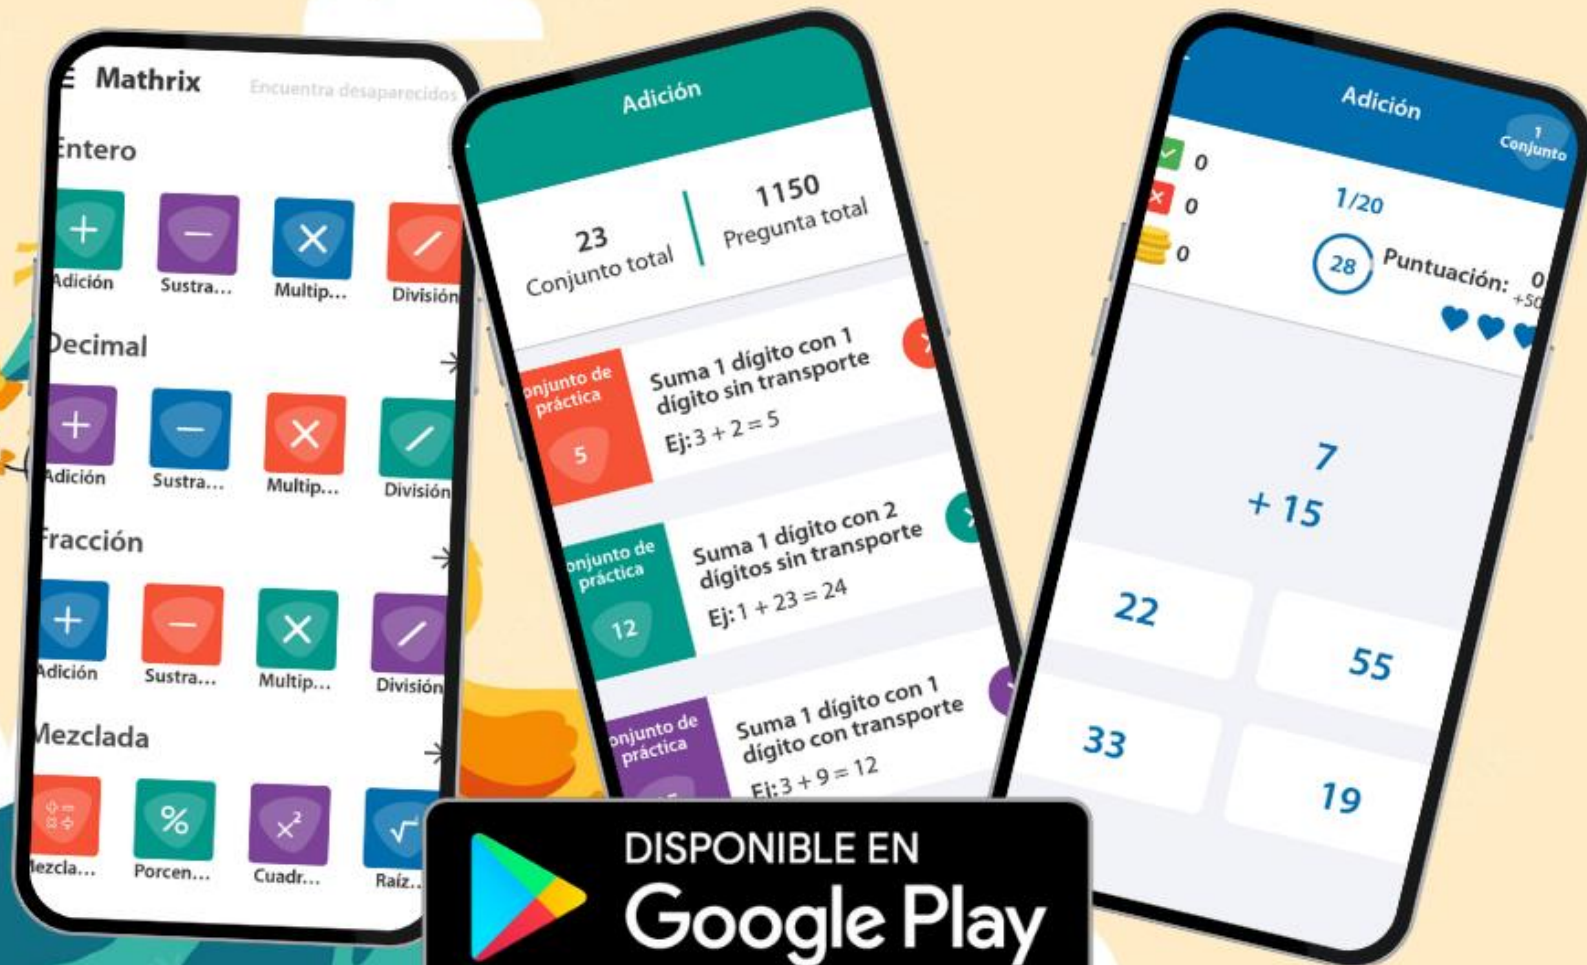 Mathrix
Encuentra desaparecidos
Entero
+
−
×
/
Adición
Sustra...
Multip...
División
Decimal
+
−
×
/
Adición
Sustra...
Multip...
División
Fracción
+
−
×
/
Adición
Sustra...
Multip...
División
Mezclada
%
x²
√
Mezcla...
Porcen...
Cuadr...
Raíz...
Adición
23
Conjunto total
1150
Pregunta total
onjunto de
práctica
5
Suma 1 dígito con 1
dígito sin transporte
Ej: 3 + 2 = 5
onjunto de
práctica
12
Suma 1 dígito con 2
dígitos sin transporte
Ej: 1 + 23 = 24
onjunto de
práctica
Suma 1 dígito con 1
dígito con transporte
Ej: 3 + 9 = 12
Adición
1
Conjunto
0
0
0
1/20
28
Puntuación: 0
+50
7
+ 15
22
55
33
19
DISPONIBLE EN
Google Play